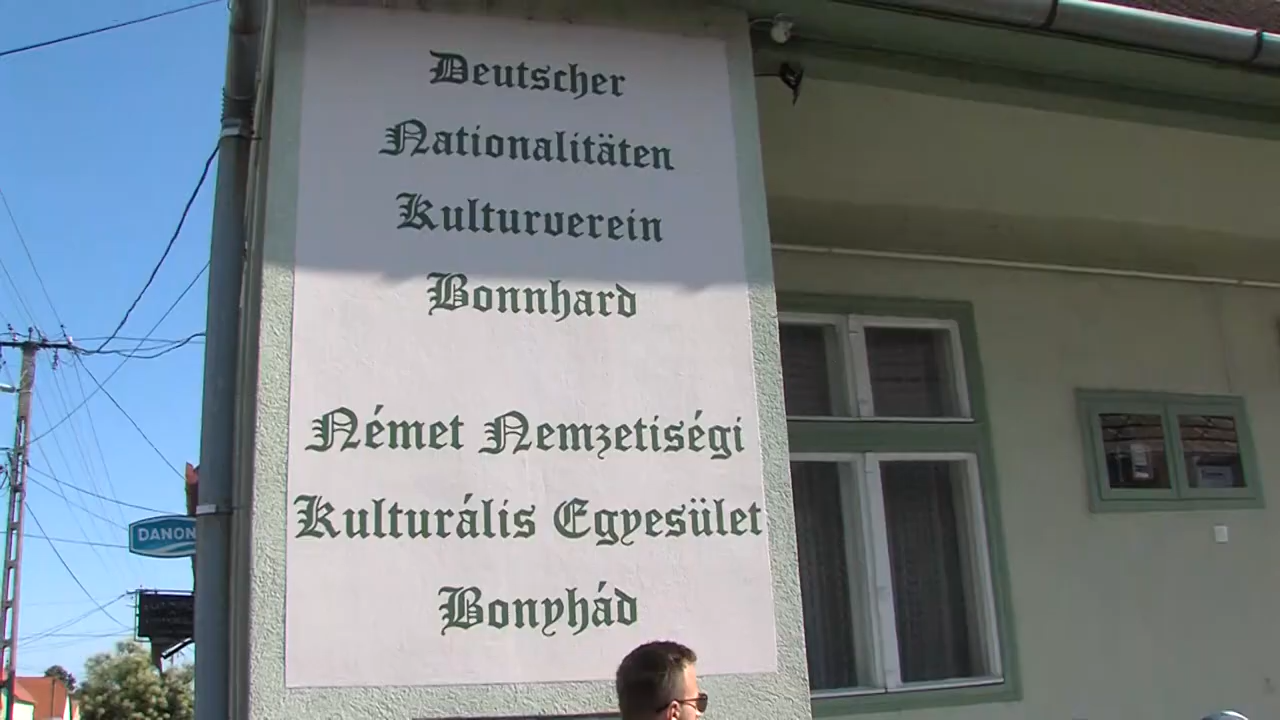 Deutscher
Nationalitäten
Kulturverein
Bonnhard
Német Nemzetiségi
Kulturális Egyesület
Bonyhád
DANON